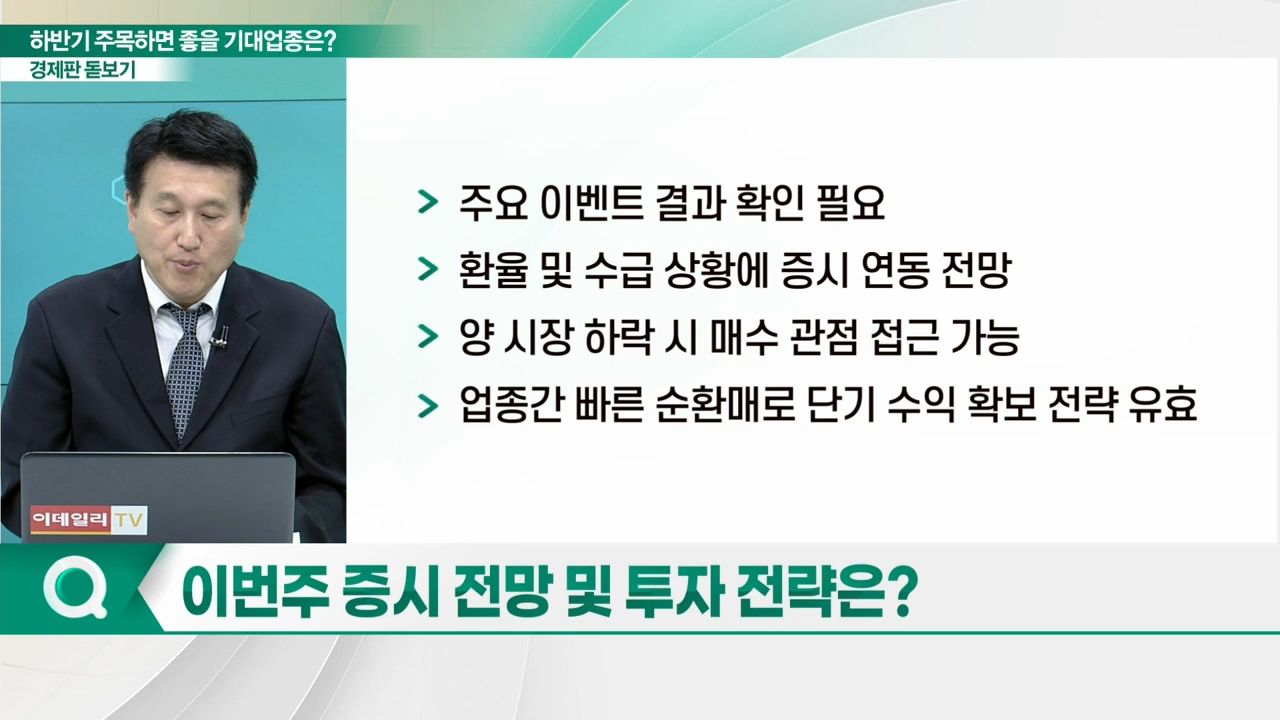 하반기 주목하면 좋을 기대업종은?
경제판 돋보기
> 주요 이벤트 결과 확인 필요
> 환율 및 수급 상황에 증시 연동 전망
> 양 시장 하락 시 매수 관점 접근 가능
> 업종간 빠른 순환매로 단기 수익 확보 전략 유효
이데일리 TV
Q 이번주 증시 전망 및 투자 전략은?